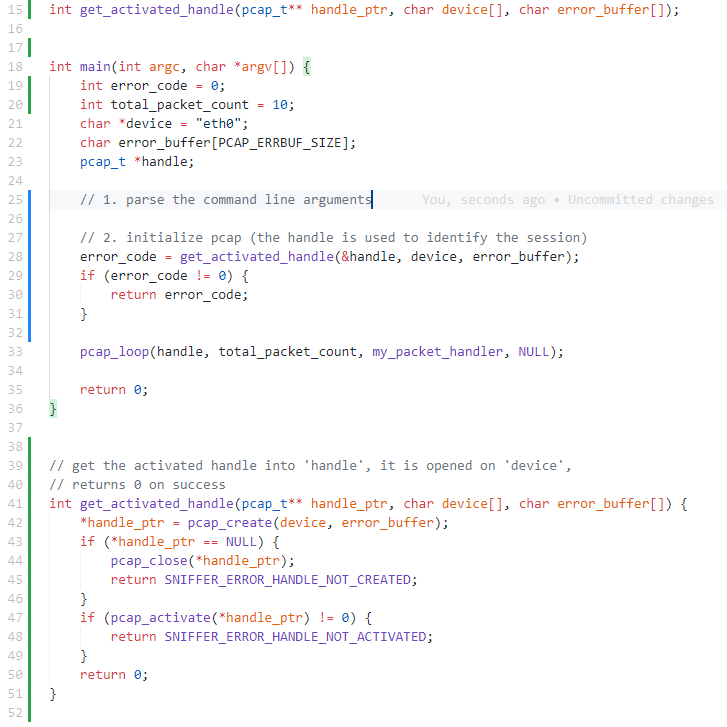 15 int get_activated_handle(pcap_t** handle_ptr, char device[], char error_buffer[]);
16
17
18 int main(int argc, char *argv[]) {
19     int error_code = 0;
20     int total_packet_count = 10;
21     char *device = "eth0";
22     char error_buffer[PCAP_ERRBUF_SIZE];
23     pcap_t *handle;
24
25     // 1. parse the command line arguments You, seconds ago • Uncommitted changes
26
27     // 2. initialize pcap (the handle is used to identify the session)
28     error_code = get_activated_handle(&handle, device, error_buffer);
29     if (error_code != 0) {
30         return error_code;
31     }
32
33     pcap_loop(handle, total_packet_count, my_packet_handler, NULL);
34
35     return 0;
36 }
37
38
39 // get the activated handle into 'handle', it is opened on 'device',
40 // returns 0 on success
41 int get_activated_handle(pcap_t** handle_ptr, char device[], char error_buffer[]) {
42     *handle_ptr = pcap_create(device, error_buffer);
43     if (*handle_ptr == NULL) {
44         pcap_close(*handle_ptr);
45         return SNIFFER_ERROR_HANDLE_NOT_CREATED;
46     }
47     if (pcap_activate(*handle_ptr) != 0) {
48         return SNIFFER_ERROR_HANDLE_NOT_ACTIVATED;
49     }
50     return 0;
51 }
52